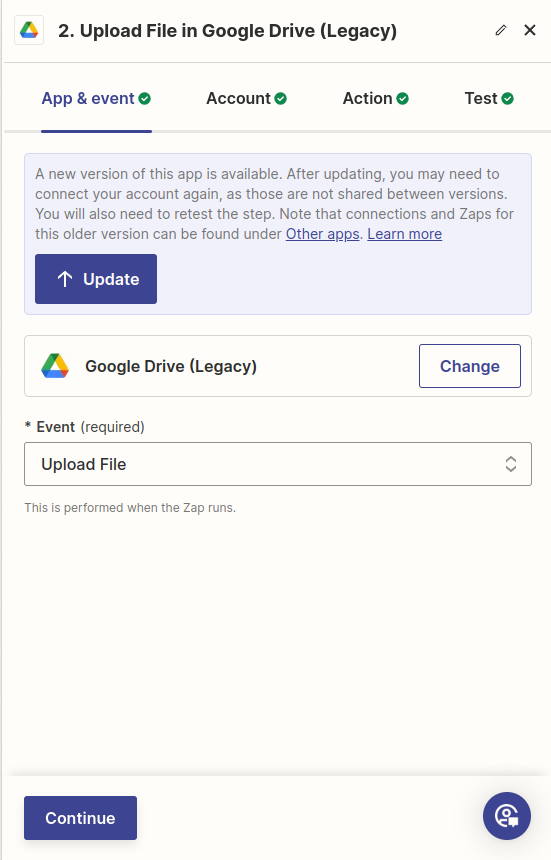 2. Upload File in Google Drive (Legacy)
App & event Account Action Test
A new version of this app is available. After updating, you may need to
connect your account again, as those are not shared between versions.
You will also need to retest the step. Note that connections and Zaps for
this older version can be found under Other apps. Learn more
Update
Google Drive (Legacy) Change
* Event (required)
Upload File
This is performed when the Zap runs.
Continue